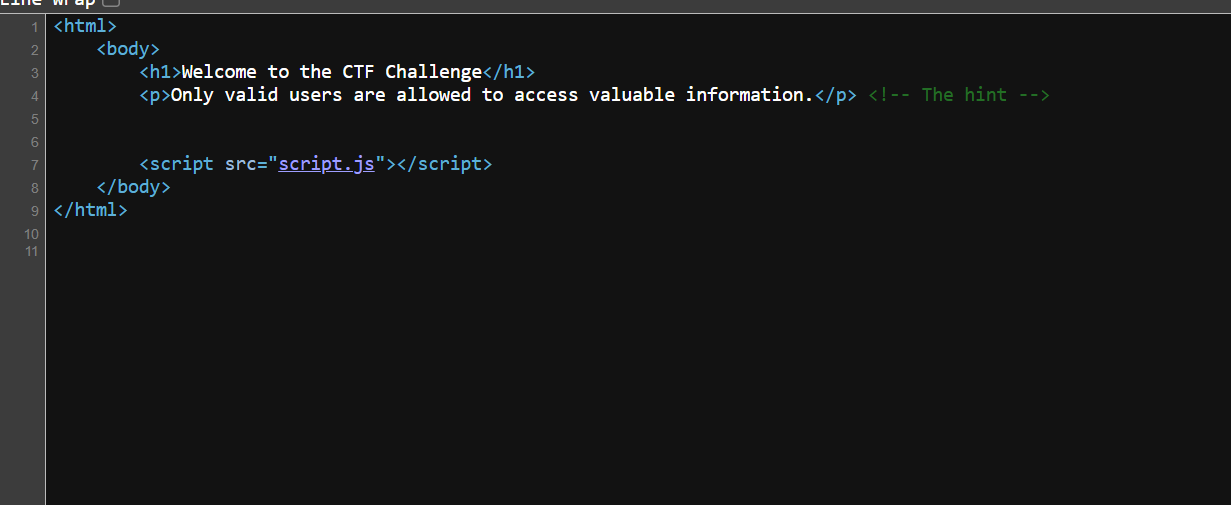 Line wrap
1 <html>
2 <body>
3 <h1>Welcome to the CTF Challenge</h1>
4 <p>Only valid users are allowed to access valuable information.</p> <!-- The hint -->
5
6
7 <script src="script.js"></script>
8 </body>
9 </html>
10
11